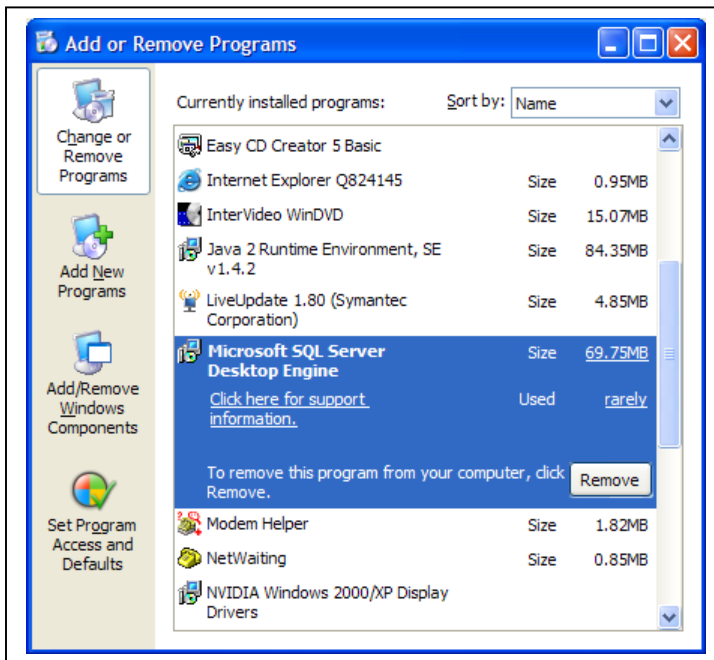 Add or Remove Programs
Change or
Remove
Programs
Add New
Programs
Add/Remove
Windows
Components
Set Program
Access and
Defaults
Currently installed programs:
Sort by: Name
Easy CD Creator 5 Basic
Internet Explorer Q824145 Size 0.95MB
InterVideo WinDVD Size 15.07MB
Java 2 Runtime Environment, SE Size 84.35MB
v1.4.2
LiveUpdate 1.80 (Symantec Size 4.85MB
Corporation)
Microsoft SQL Server Size 69.75MB
Desktop Engine
Click here for support Used rarely
information.
To remove this program from your computer, click Remove
Remove.
Modem Helper Size 1.82MB
NetWaiting Size 0.85MB
NVIDIA Windows 2000/XP Display
Drivers